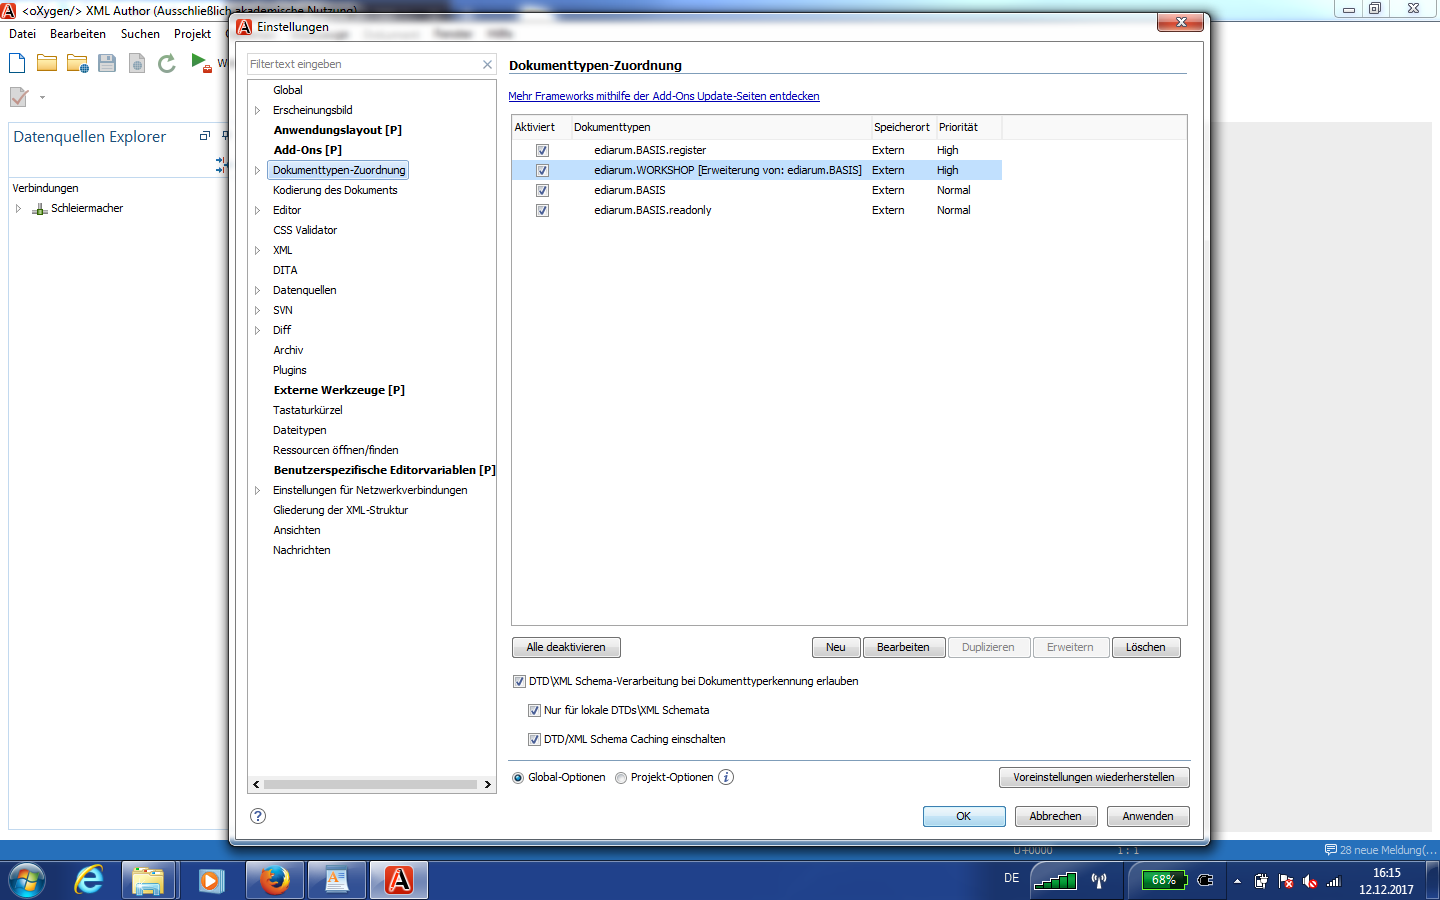 <oXygen/> XML Author (Ausschließlich akademische Nutzung)
Datei Bearbeiten Suchen Projekt
Datenquellen Explorer
Verbindungen
Schleiermacher
Einstellungen
Filtertext eingeben
Global
Erscheinungsbild
Anwendungslayout [P]
Add-Ons [P]
Dokumenttypen-Zuordnung
Kodierung des Dokuments
Editor
CSS Validator
XML
DITA
Datenquellen
SVN
Diff
Archiv
Plugins
Externe Werkzeuge [P]
Tastaturkürzel
Dateitypen
Ressourcen öffnen/finden
Benutzerspezifische Editorvariablen [P]
Einstellungen für Netzwerkverbindungen
Gliederung der XML-Struktur
Ansichten
Nachrichten
Dokumenttypen-Zuordnung
Mehr Frameworks mithilfe der Add-Ons Update-Seiten entdecken
Aktiviert Dokumenttypen Speicherort Priorität
ediarum.BASIS.register Extern High
ediarum.WORKSHOP [Erweiterung von: ediarum.BASIS] Extern High
ediarum.BASIS Extern Normal
ediarum.BASIS.readonly Extern Normal
Alle deaktivieren Neu Bearbeiten Duplizieren Erweitern Löschen
DTD\XML Schema-Verarbeitung bei Dokumenttyperkennung erlauben
Nur für lokale DTDs\XML Schemata
DTD/XML Schema Caching einschalten
Global-Optionen Projekt-Optionen Voreinstellungen wiederherstellen
OK Abbrechen Anwenden
U+0000 1 : 1 28 neue Meldung(...
DE 68% 16:15
12.12.2017